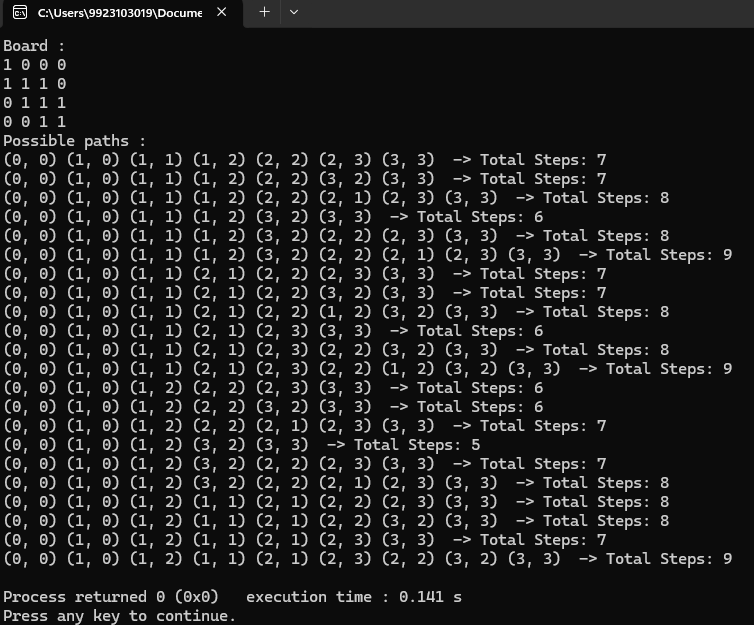 C:\Users\9923103019\Docume
Board :
1 0 0 0
1 1 1 0
0 1 1 1
0 0 1 1
Possible paths :
(0, 0) (1, 0) (1, 1) (1, 2) (2, 2) (2, 3) (3, 3)  -> Total Steps: 7
(0, 0) (1, 0) (1, 1) (1, 2) (2, 2) (3, 2) (3, 3)  -> Total Steps: 7
(0, 0) (1, 0) (1, 1) (1, 2) (2, 2) (2, 1) (2, 3) (3, 3)  -> Total Steps: 8
(0, 0) (1, 0) (1, 1) (1, 2) (3, 2) (3, 3)  -> Total Steps: 6
(0, 0) (1, 0) (1, 1) (1, 2) (3, 2) (2, 2) (2, 3) (3, 3)  -> Total Steps: 8
(0, 0) (1, 0) (1, 1) (1, 2) (3, 2) (2, 2) (2, 1) (2, 3) (3, 3)  -> Total Steps: 9
(0, 0) (1, 0) (1, 1) (2, 1) (2, 2) (2, 3) (3, 3)  -> Total Steps: 7
(0, 0) (1, 0) (1, 1) (2, 1) (2, 2) (3, 2) (3, 3)  -> Total Steps: 7
(0, 0) (1, 0) (1, 1) (2, 1) (2, 2) (1, 2) (3, 2) (3, 3)  -> Total Steps: 8
(0, 0) (1, 0) (1, 1) (2, 1) (2, 3) (3, 3)  -> Total Steps: 6
(0, 0) (1, 0) (1, 1) (2, 1) (2, 3) (2, 2) (3, 2) (3, 3)  -> Total Steps: 8
(0, 0) (1, 0) (1, 1) (2, 1) (2, 3) (2, 2) (1, 2) (3, 2) (3, 3)  -> Total Steps: 9
(0, 0) (1, 0) (1, 2) (2, 2) (2, 3) (3, 3)  -> Total Steps: 6
(0, 0) (1, 0) (1, 2) (2, 2) (3, 2) (3, 3)  -> Total Steps: 6
(0, 0) (1, 0) (1, 2) (2, 2) (2, 1) (2, 3) (3, 3)  -> Total Steps: 7
(0, 0) (1, 0) (1, 2) (3, 2) (3, 3)  -> Total Steps: 5
(0, 0) (1, 0) (1, 2) (3, 2) (2, 2) (2, 3) (3, 3)  -> Total Steps: 7
(0, 0) (1, 0) (1, 2) (3, 2) (2, 2) (2, 1) (2, 3) (3, 3)  -> Total Steps: 8
(0, 0) (1, 0) (1, 2) (1, 1) (2, 1) (2, 2) (2, 3) (3, 3)  -> Total Steps: 8
(0, 0) (1, 0) (1, 2) (1, 1) (2, 1) (2, 2) (3, 2) (3, 3)  -> Total Steps: 8
(0, 0) (1, 0) (1, 2) (1, 1) (2, 1) (2, 3) (3, 3)  -> Total Steps: 7
(0, 0) (1, 0) (1, 2) (1, 1) (2, 1) (2, 3) (2, 2) (3, 2) (3, 3)  -> Total Steps: 9
Process returned 0 (0x0)   execution time : 0.141 s
Press any key to continue.